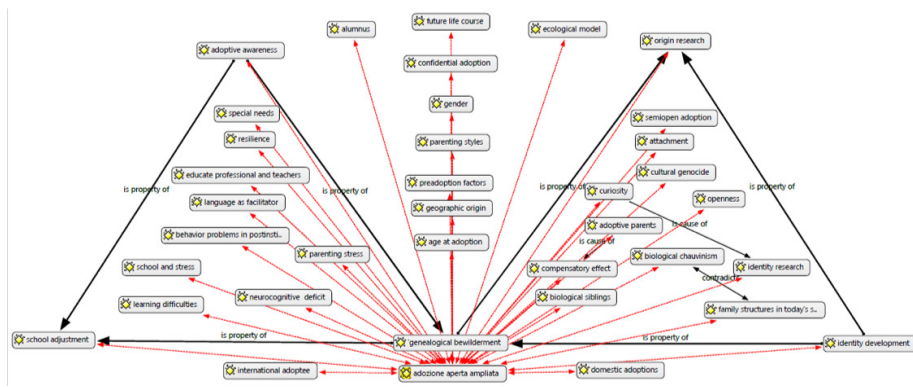 future life course
alumnus
ecological model
adoptive awareness
origin research
confidential adoption
gender
special needs
semiopen adoption
resilience
parenting styles
attachment
educate professional and teachers
cultural genocide
is property of
is property of
preadoption factors
is property of
curiosity
is property of
language as facilitator
openness
geographic origin
adoptive parents
is cause of
behavior problems in postinsti...
age at adoption
is cause of
parenting stress
biological chauvinism
school and stress
compensatory effect
identity research
contradicts
learning difficulties
neurocognitive deficit
biological siblings
family structures in today's s...
is property of
is property of
school adjustment
'genealogical bewilderment
identity development
international adoptee
adozione aperta ampliata
domestic adoptions